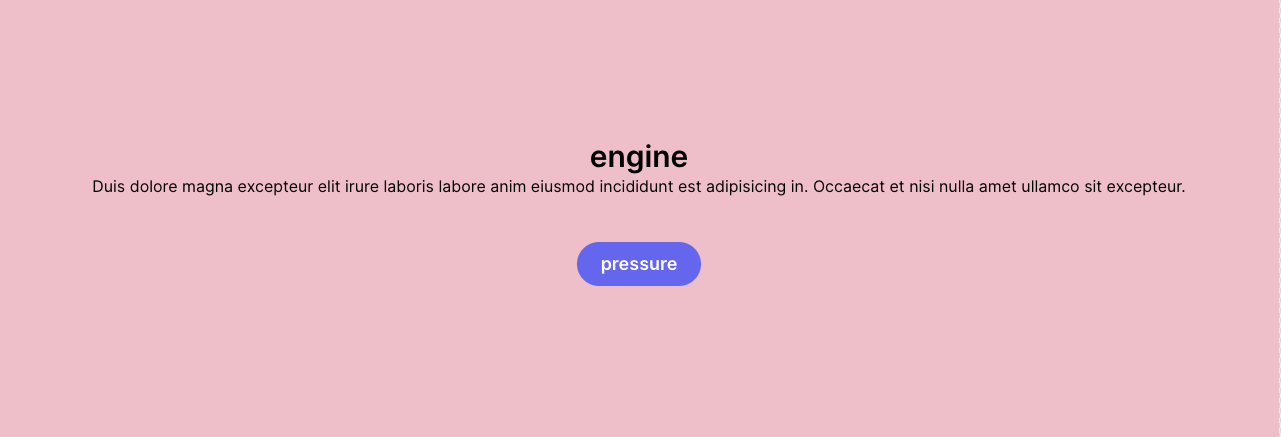 engine
Duis dolore magna excepteur elit irure laboris labore anim eiusmod incididunt est adipisicing in. Occaecat et nisi nulla amet ullamco sit excepteur.
pressure